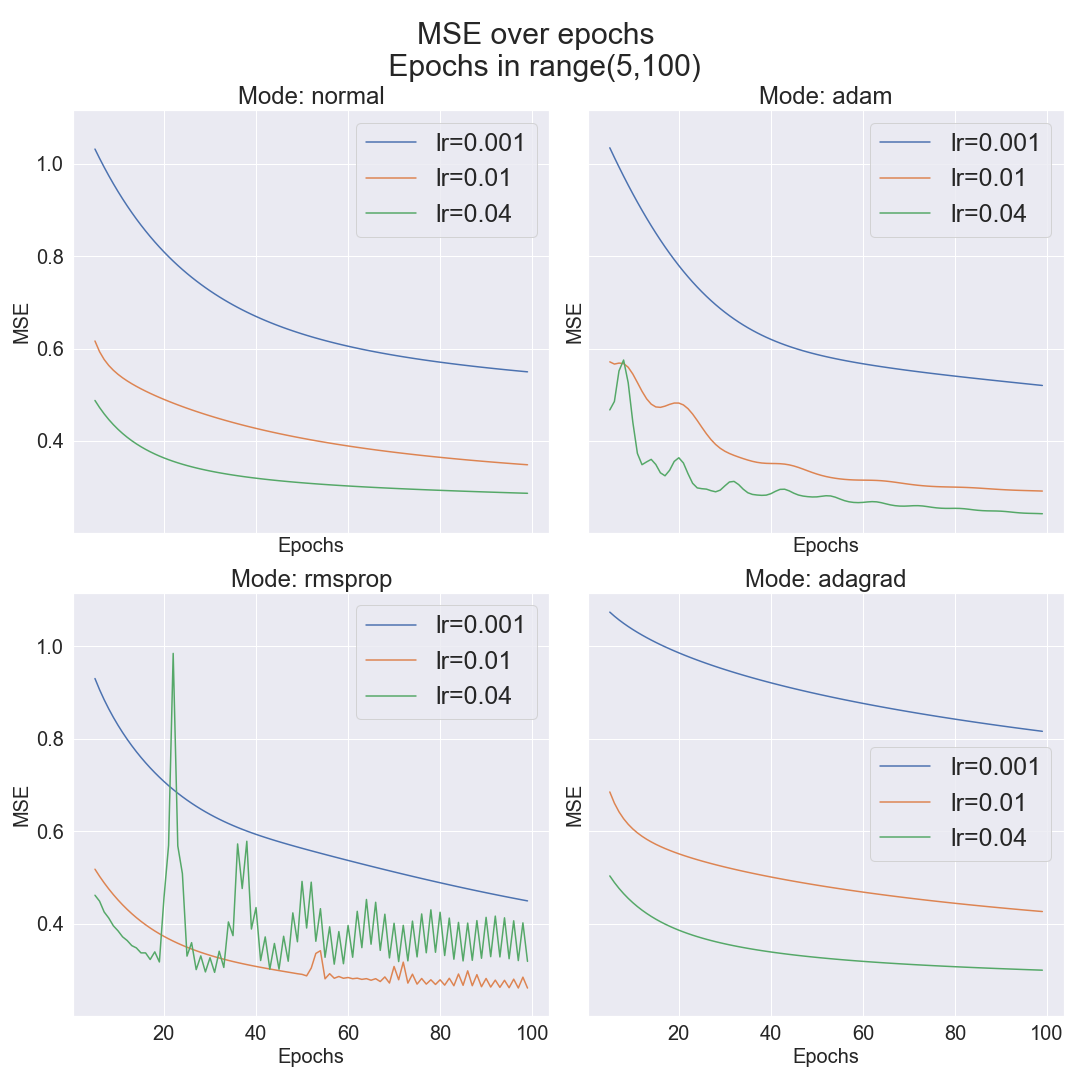 MSE over epochs
Epochs in range(5,100)
Mode: normal
1.0
0.8
0.6
0.4
MSE
Epochs
lr=0.001
lr=0.01
lr=0.04
Mode: adam
MSE
Epochs
lr=0.001
lr=0.01
lr=0.04
Mode: rmsprop
1.0
0.8
0.6
0.4
MSE
lr=0.001
lr=0.01
lr=0.04
20 40 60 80 100
Epochs
Mode: adagrad
MSE
lr=0.001
lr=0.01
lr=0.04
20 40 60 80 100
Epochs